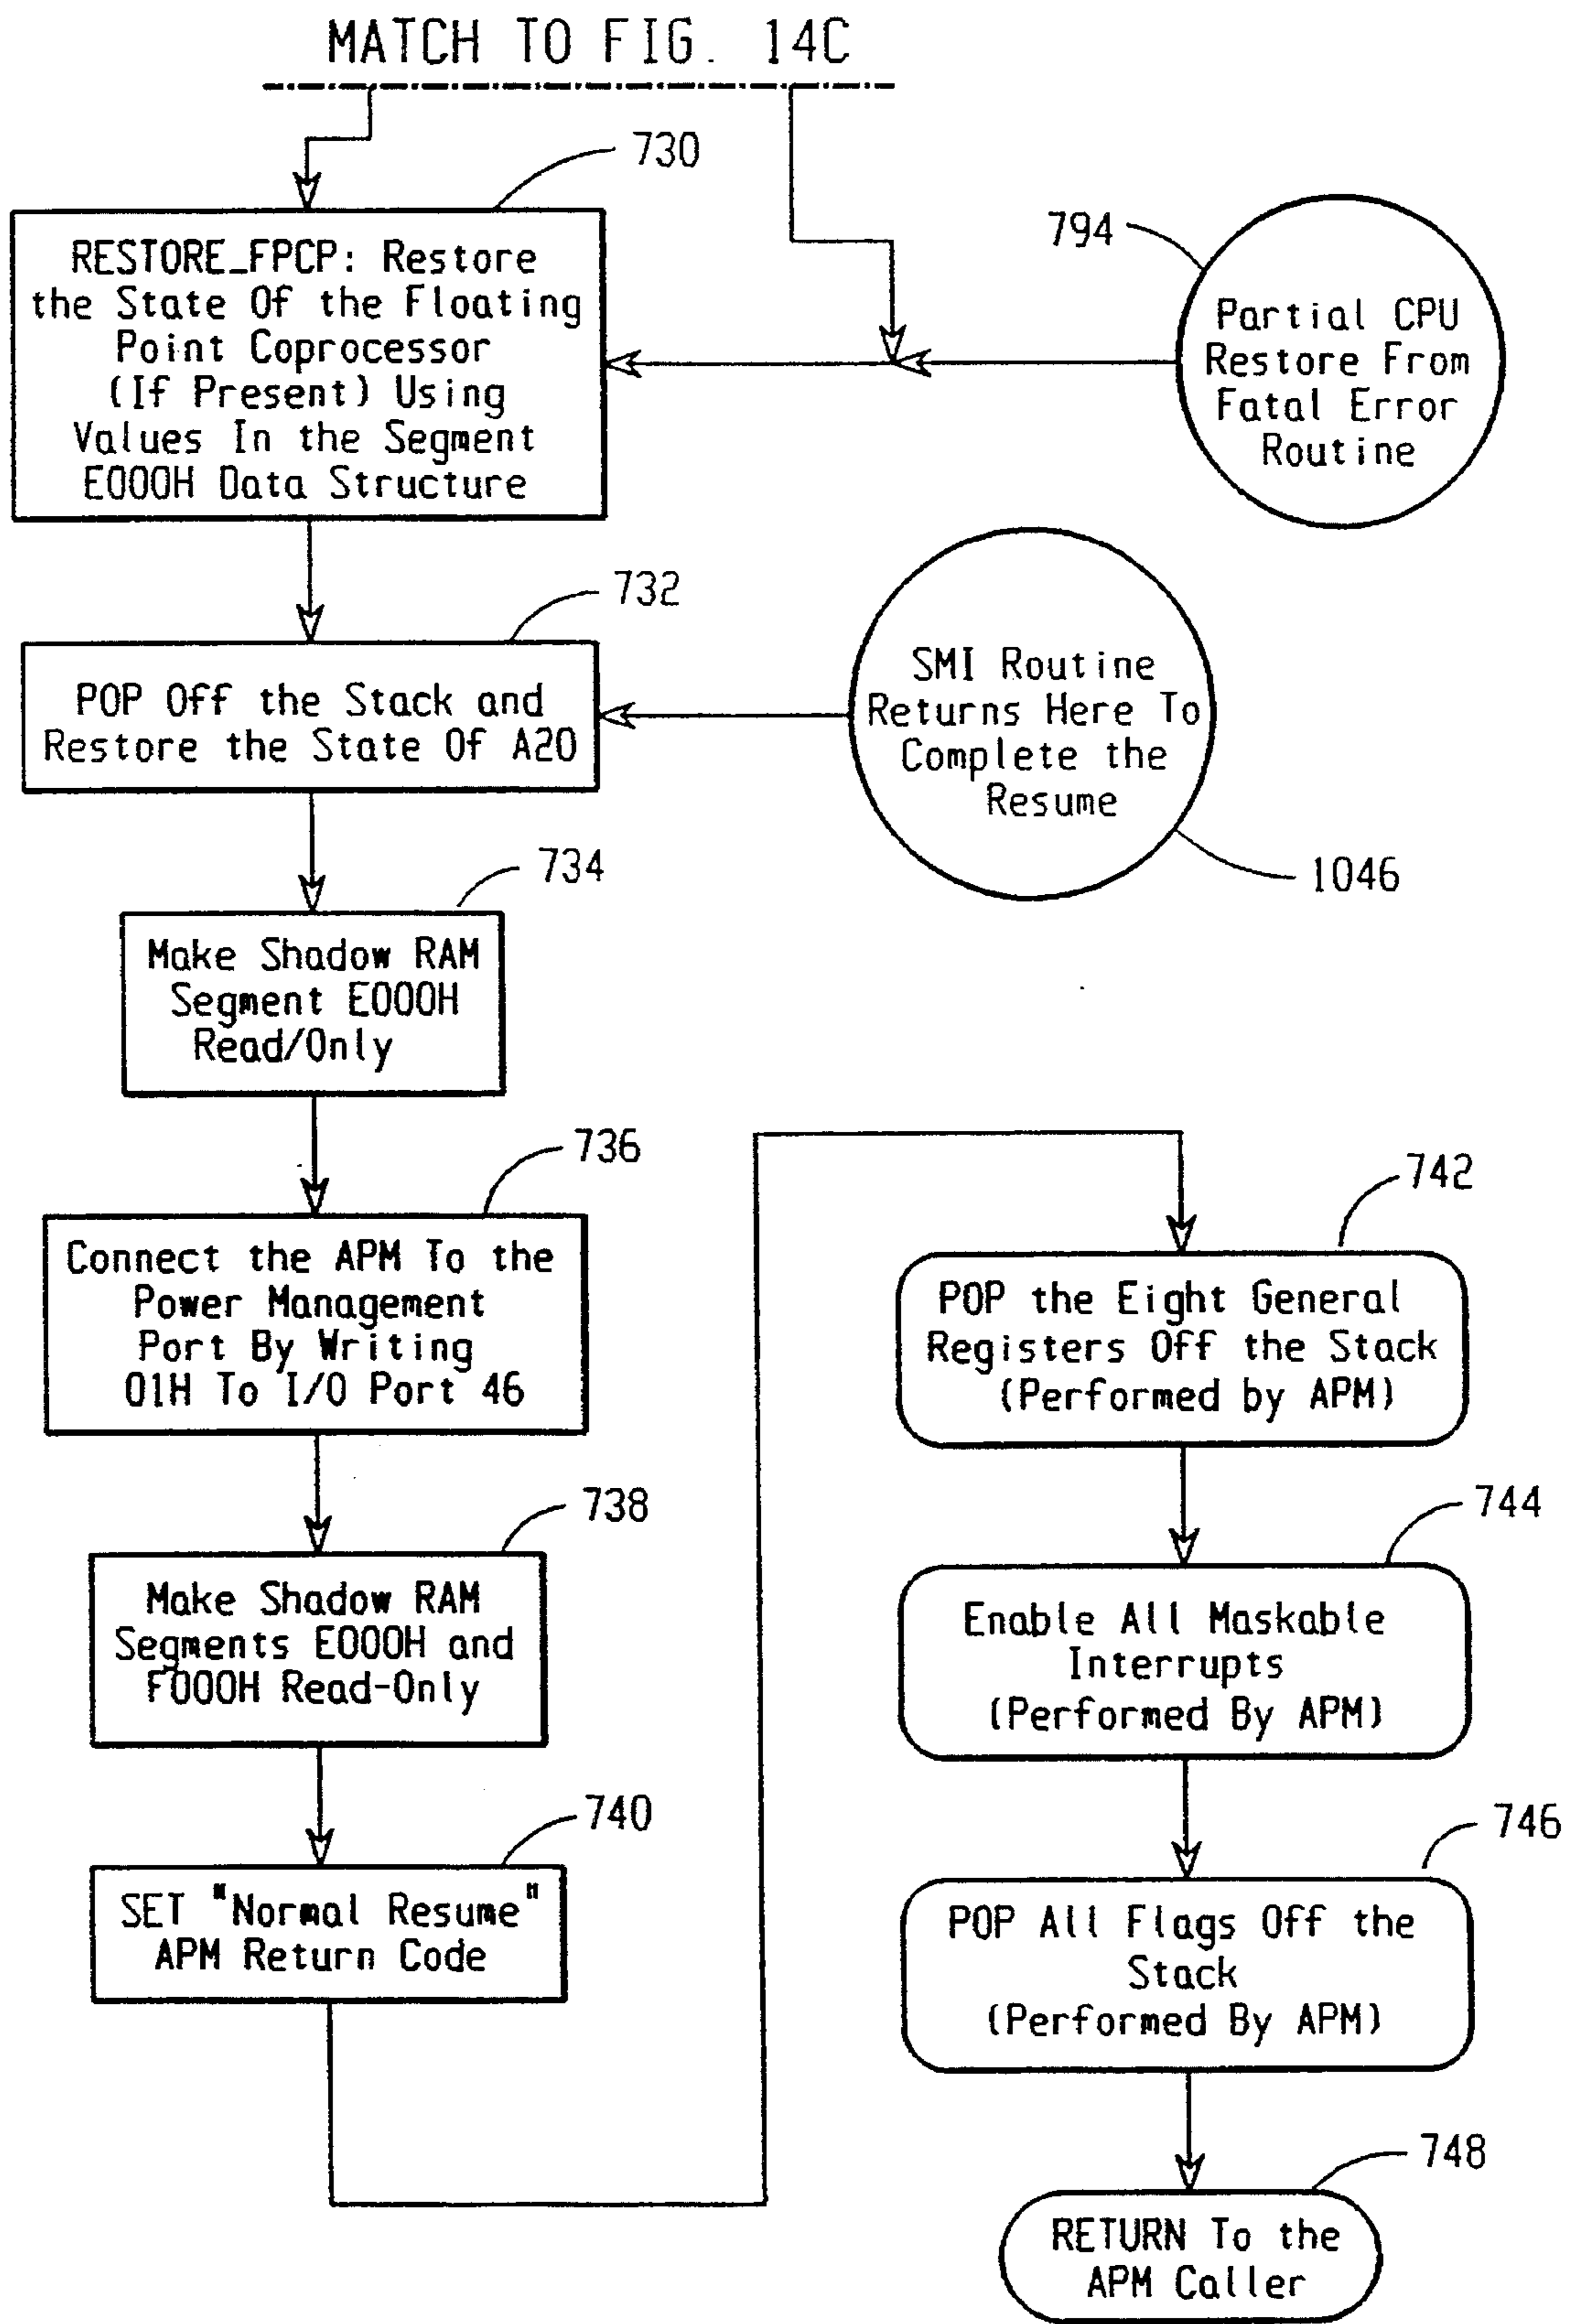 MATCH TO FIG. 14C
730
RESTORE_FPCP: Restore
the State Of the Floating
Point Coprocessor
(If Present) Using
Values In the Segment
E000H Data Structure
794
Partial CPU
Restore From
Fatal Error
Routine
732
POP Off the Stack and
Restore the State Of A20
SMI Routine
Returns Here To
Complete the
Resume
1046
734
Make Shadow RAM
Segment E000H
Read/Only
736
Connect the APM To the
Power Management
Port By Writing
01H To I/O Port 46
738
Make Shadow RAM
Segments E000H and
F000H Read-Only
740
SET "Normal Resume"
APM Return Code
742
POP the Eight General
Registers Off the Stack
(Performed by APM)
744
Enable All Maskable
Interrupts
(Performed By APM)
746
POP All Flags Off the
Stack
(Performed By APM)
748
RETURN To the
APM Caller